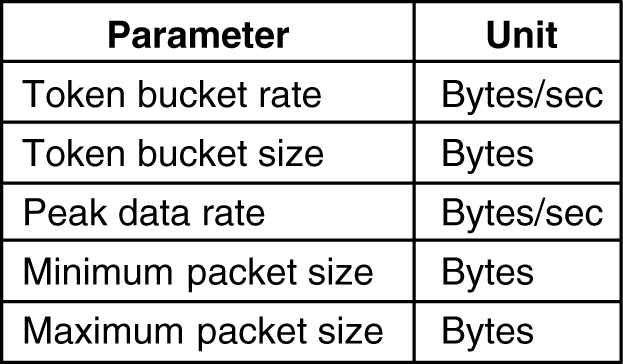 Parameter Unit
Token bucket rate Bytes/sec
Token bucket size Bytes
Peak data rate Bytes/sec
Minimum packet size Bytes
Maximum packet size Bytes